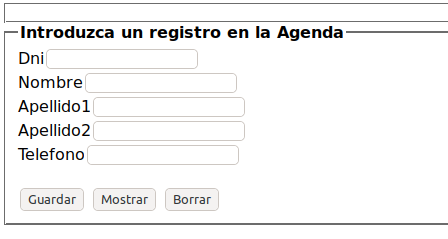 Introduzca un registro en la Agenda
Dni
Nombre
Apellido1
Apellido2
Telefono
Guardar Mostrar Borrar